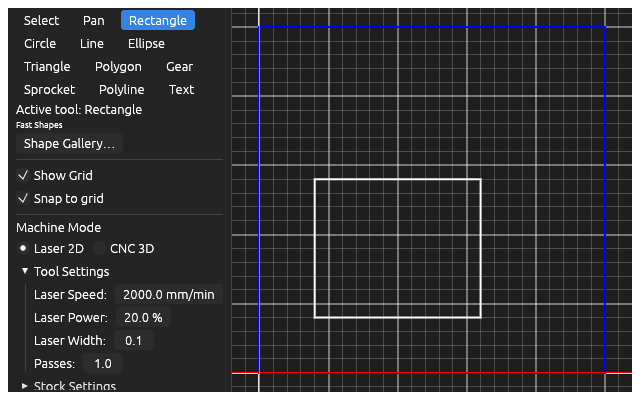 Select Pan Rectangle
Circle Line Ellipse
Triangle Polygon Gear
Sprocket Polyline Text
Active tool: Rectangle
Fast Shapes
Shape Gallery...
Show Grid
Snap to grid
Machine Mode
Laser 2D CNC 3D
Tool Settings
Laser Speed: 2000.0 mm/min
Laser Power: 20.0 %
Laser Width: 0.1
Passes: 1.0
Stock Settings